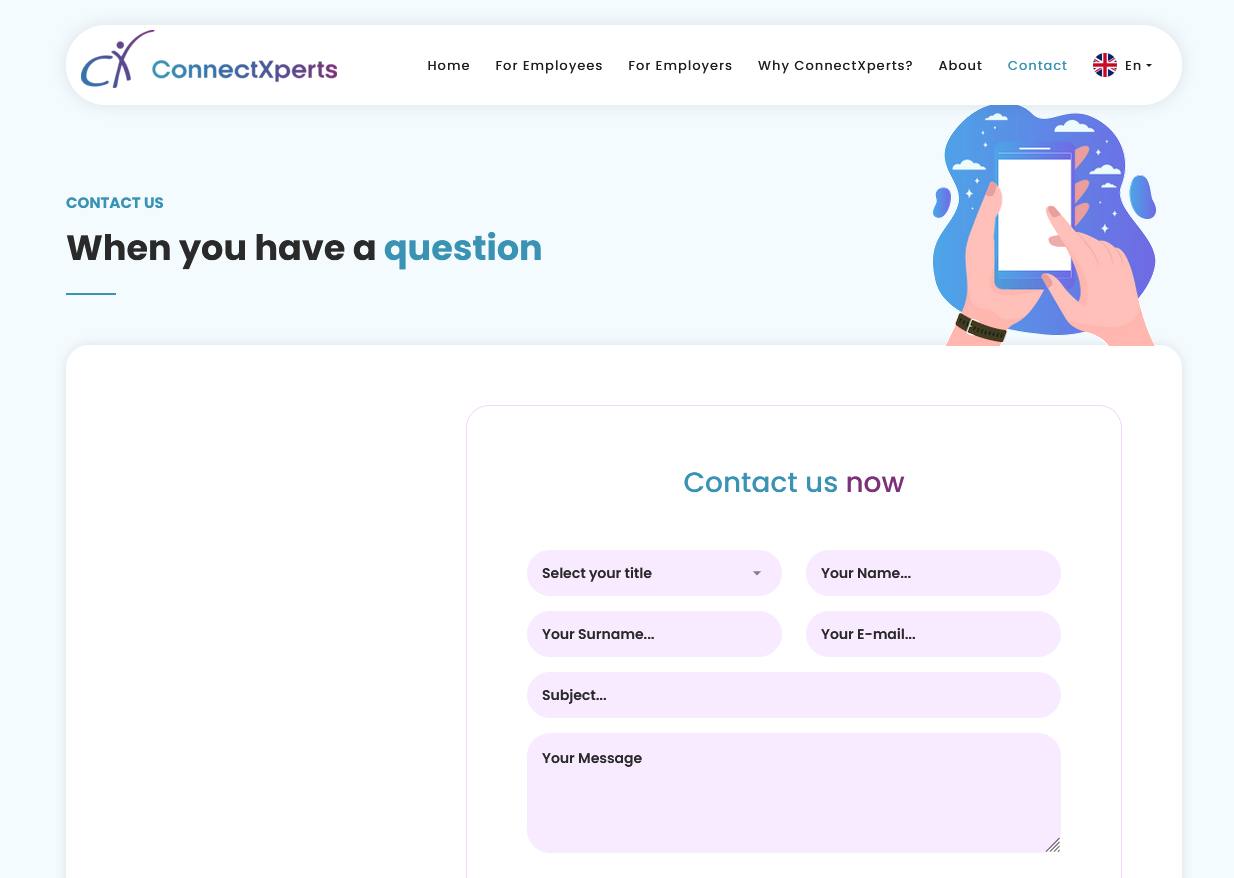 ConnectXperts
Home For Employees For Employers Why ConnectXperts? About Contact En
CONTACT US
When you have a question
Contact us now
Select your title Your Name...
Your Surname... Your E-mail...
Subject...
Your Message